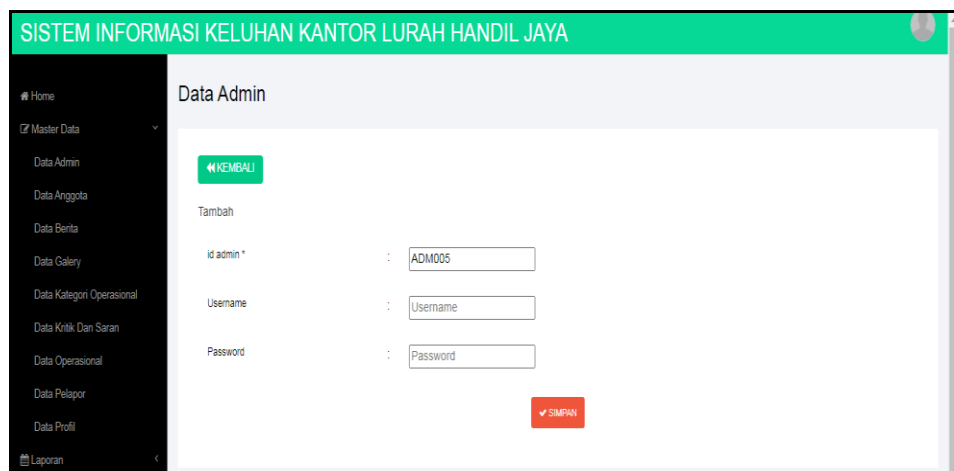 SISTEM INFORMASI KELUHAN KANTOR LURAH HANDIL JAYA
Home
Master Data
Data Admin
Data Anggota
Data Berita
Data Galery
Data Kategori Operasional
Data Kritik Dan Saran
Data Operasional
Data Pelapor
Data Profil
Laporan
Data Admin
KEMBALI
Tambah
id admin * : ADM005
Username : Username
Password : Password
SIMPAN